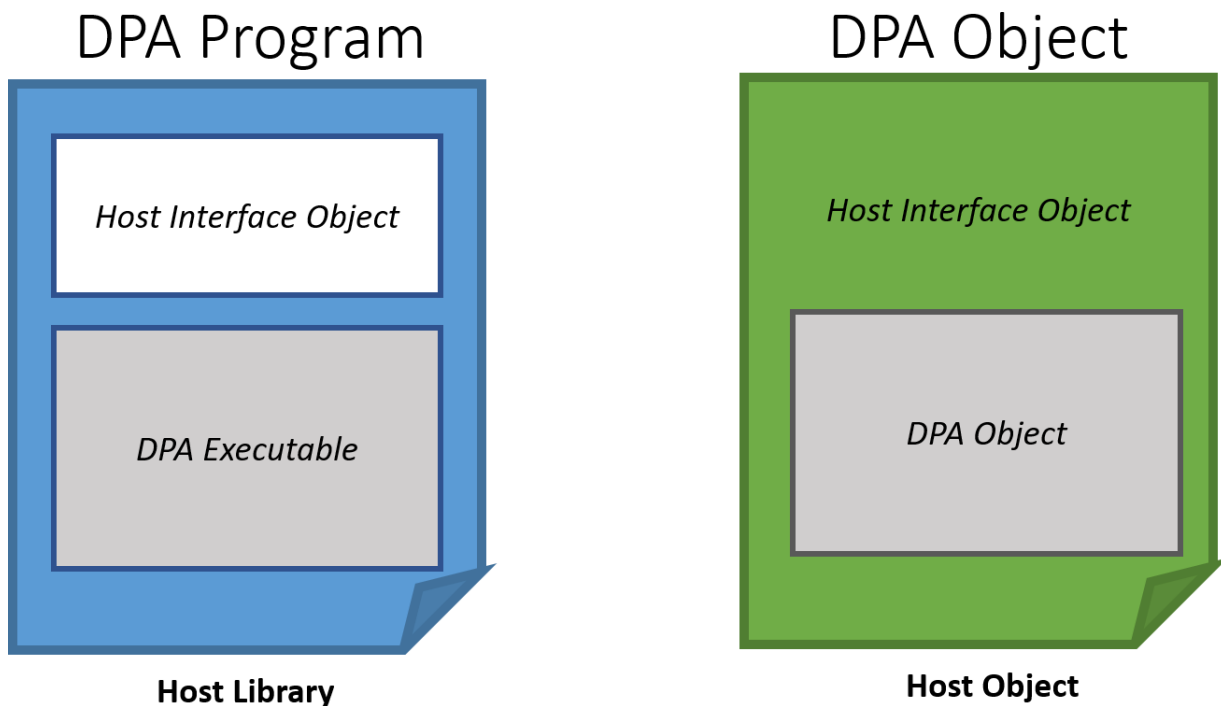 DPA Program
Host Interface Object
DPA Executable
Host Library
DPA Object
Host Interface Object
DPA Object
Host Object